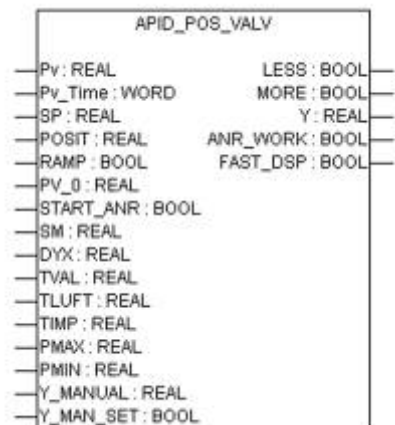 APID_POS_VALV
Pv : REAL LESS : BOOL
Pv_Time : WORD MORE : BOOL
SP : REAL Y : REAL
POSIT : REAL ANR_WORK : BOOL
RAMP : BOOL FAST_DSP : BOOL
PV_0 : REAL
START_ANR : BOOL
SM : REAL
DYX : REAL
TVAL : REAL
TLUFT : REAL
TIMP : REAL
PMAX : REAL
PMIN : REAL
Y_MANUAL : REAL
Y_MAN_SET : BOOL